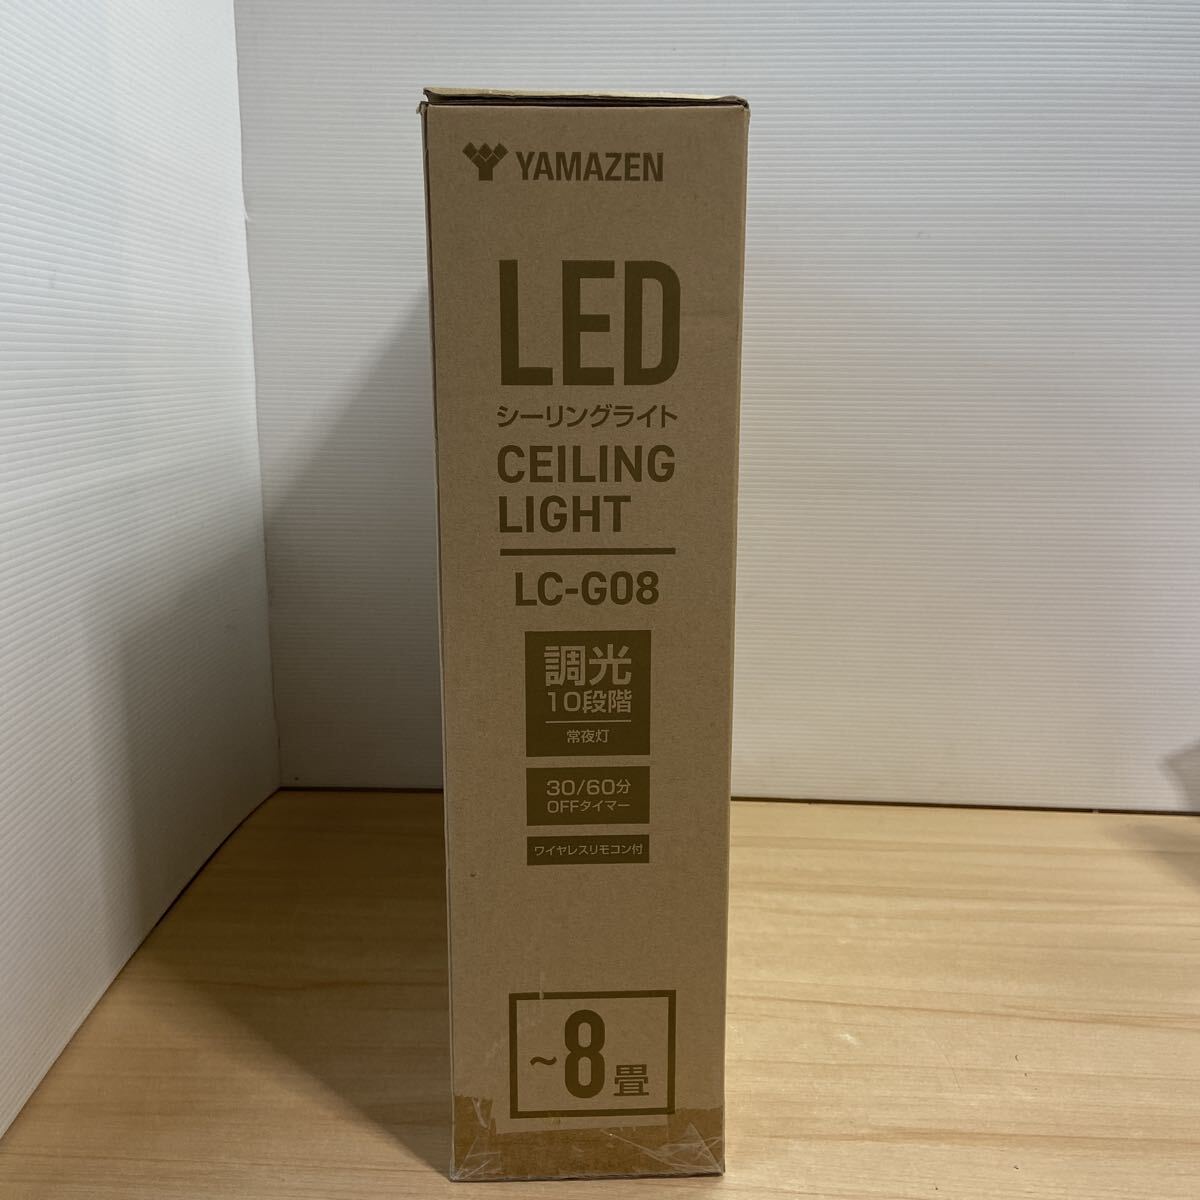 YAMAZEN
LED
シーリングライト
CEILING
LIGHT
LC-G08
調光
10段階
常夜灯
30/60分
OFFタイマー
ワイヤレスリモコン付
~8畳